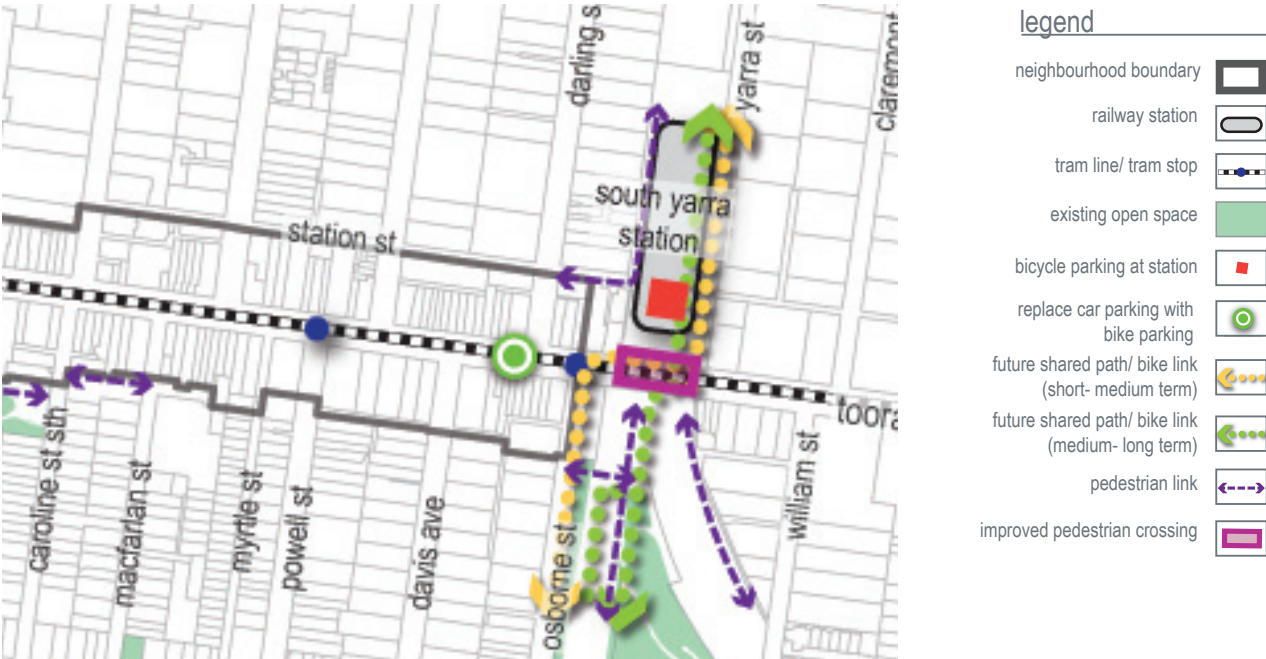 darling s
yarra st
claremont
south yarra
station
station st
toora
caroline st sth
macfarlan st
myrtle st
powell st
davis ave
osborne st
william st
legend
neighbourhood boundary
railway station
tram line/ tram stop
existing open space
bicycle parking at station
replace car parking with
bike parking
future shared path/ bike link
(short- medium term)
future shared path/ bike link
(medium- long term)
pedestrian link
improved pedestrian crossing